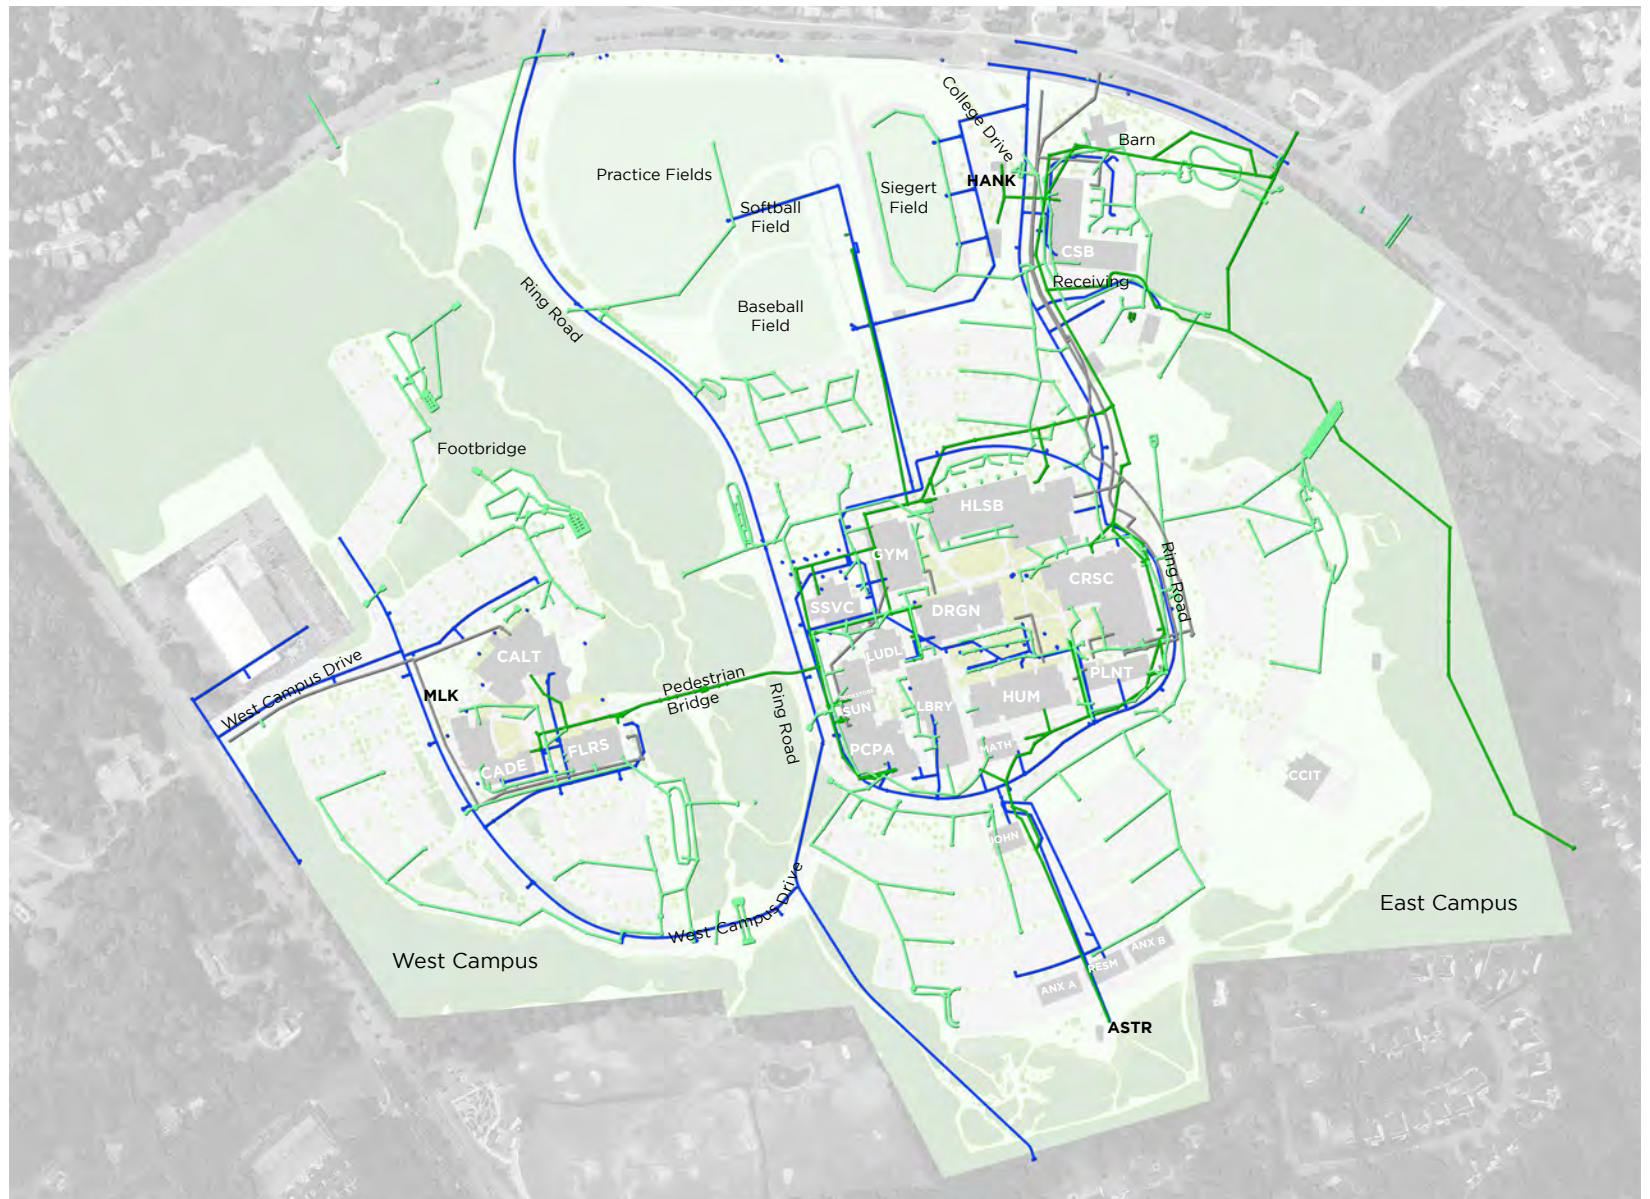 College Drive
Barn
Practice Fields
HANK
Siegert
Field
Softball
Field
CSB
Receiving
Ring Road
Baseball
Field
Footbridge
HLSB
GYM
CRSC
Ring Road
SSVC
DRGN
LUDL
CALT
PLNT
West Campus Drive
MLK
Pedestrian
Bridge
HUM
LBRY
SUN
Ring Road
PCPA
MATH
FLRS
CADE
CCIT
JOHN
East Campus
West Campus Drive
ANX B
West Campus
PESM
ANX A
ASTR